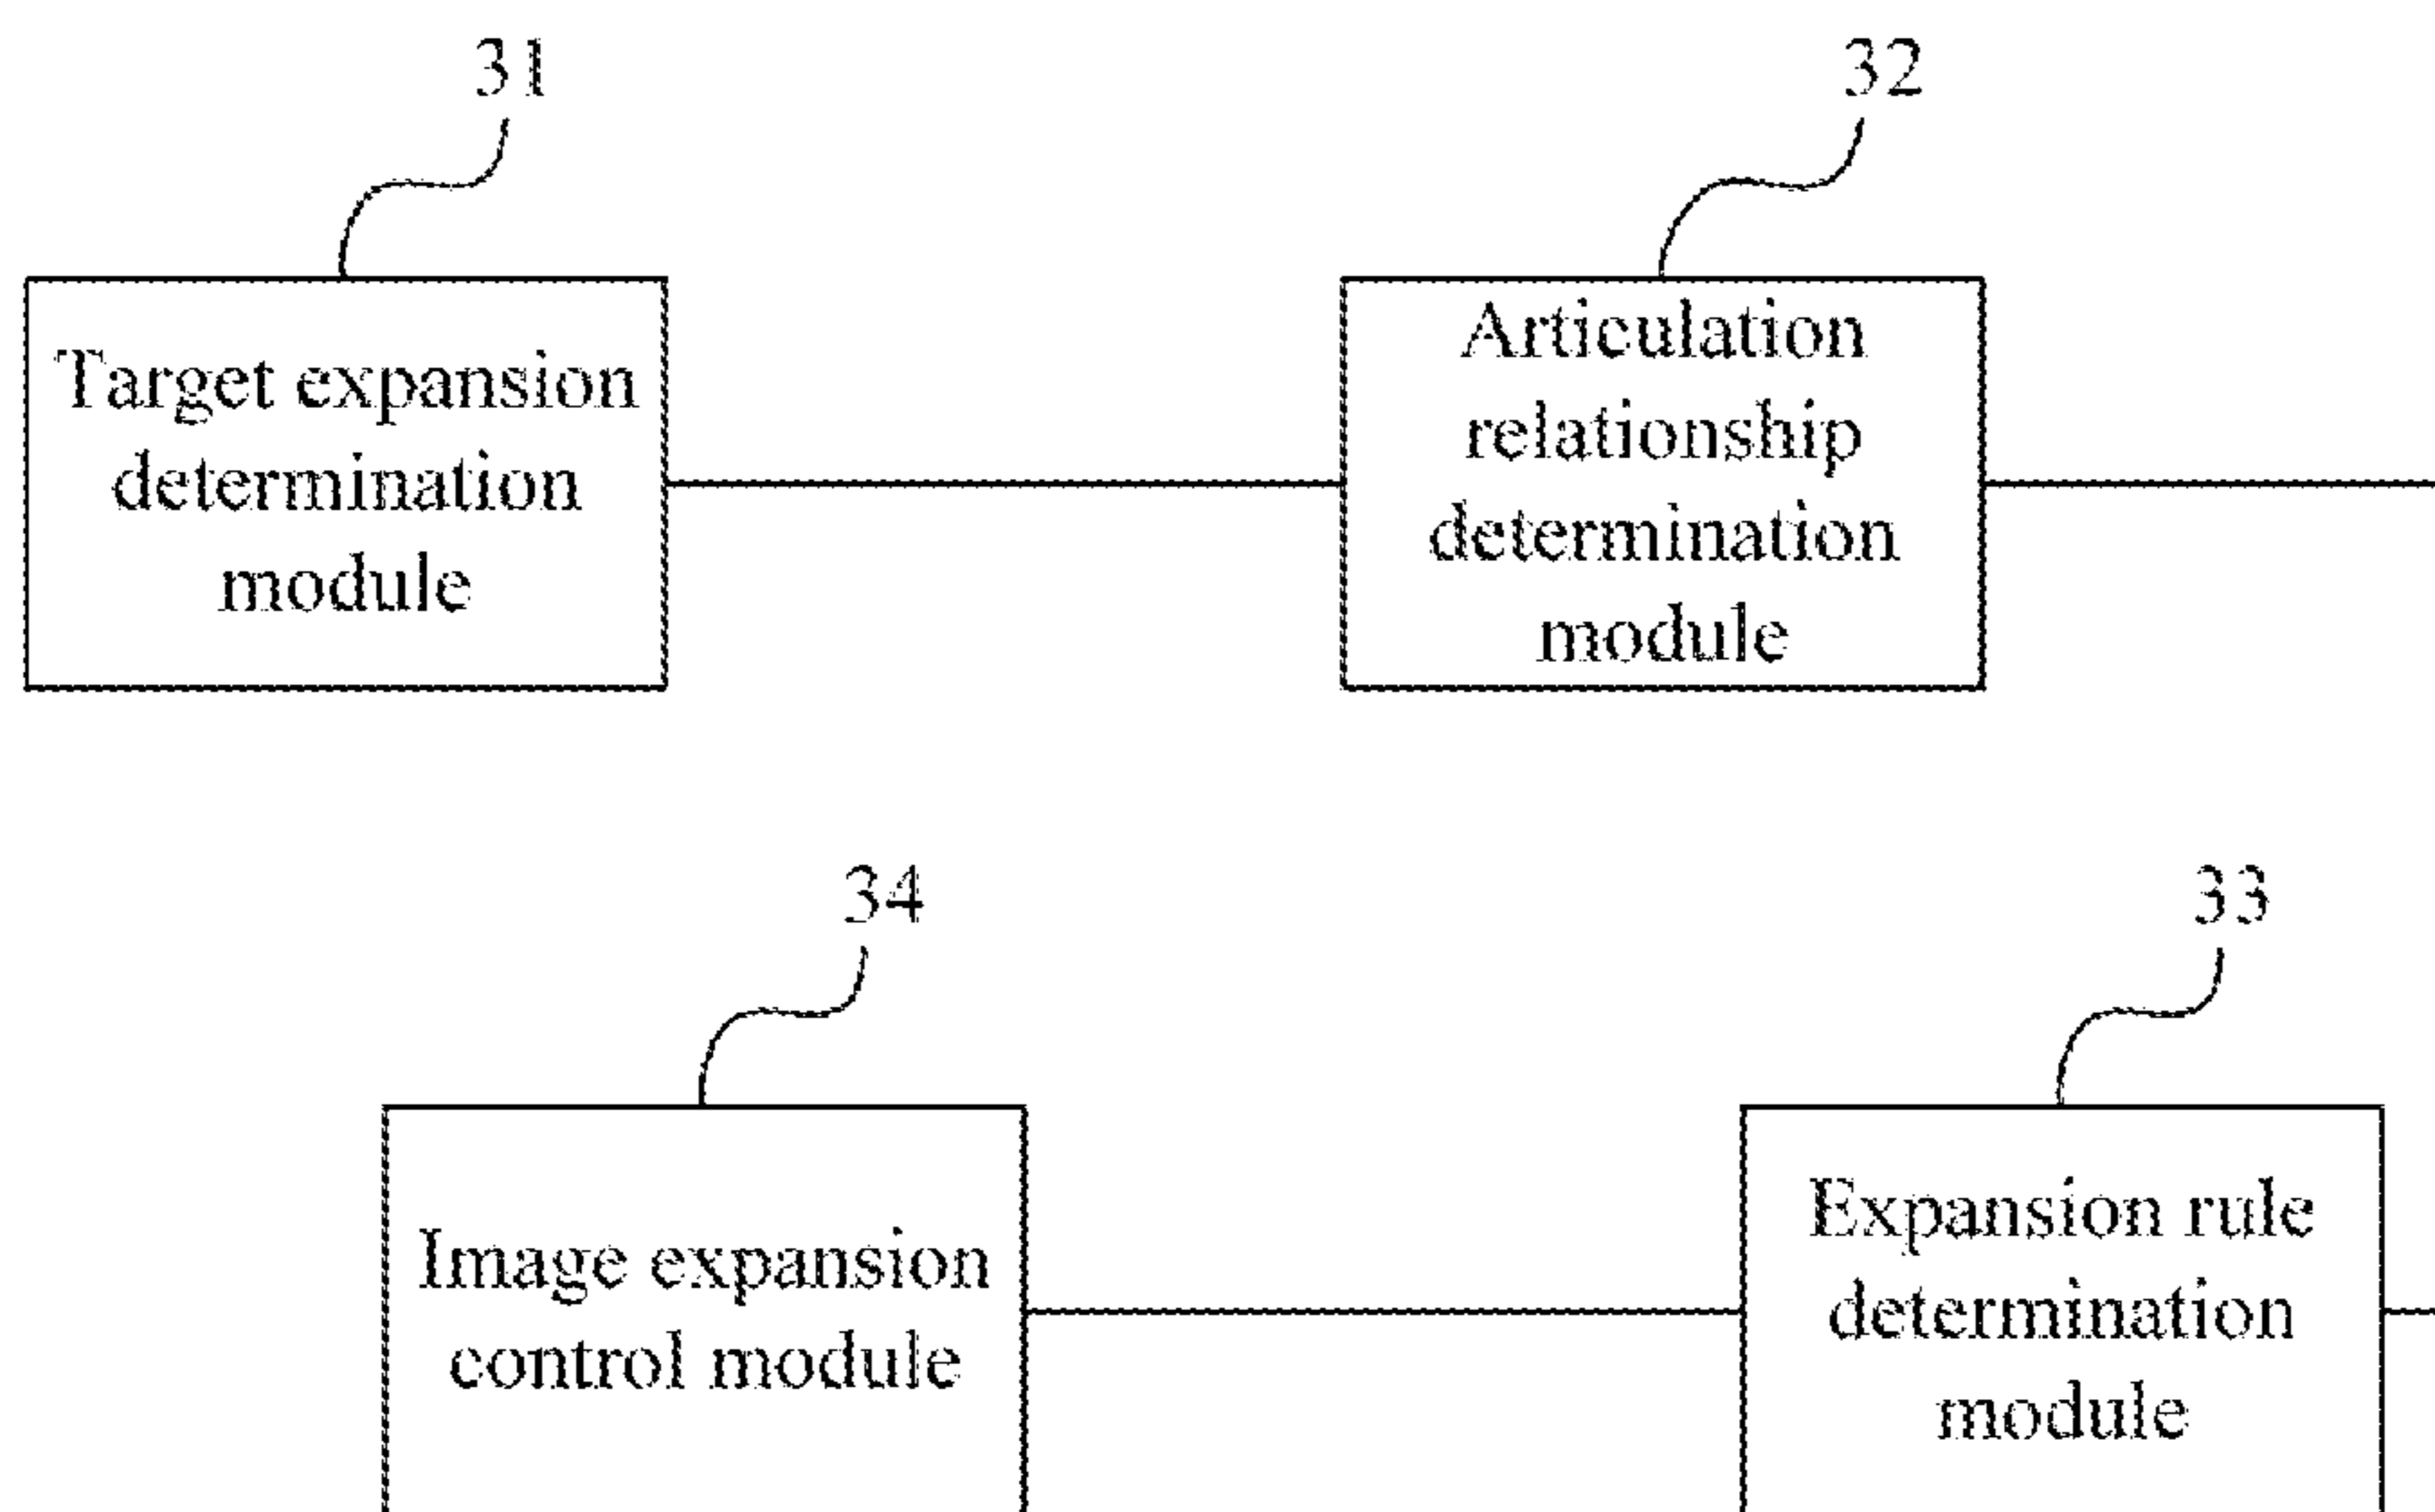 31
32
Target expansion
determination
module
Articulation
relationship
determination
module
34
33
Image expansion
control module
Expansion rule
determination
module